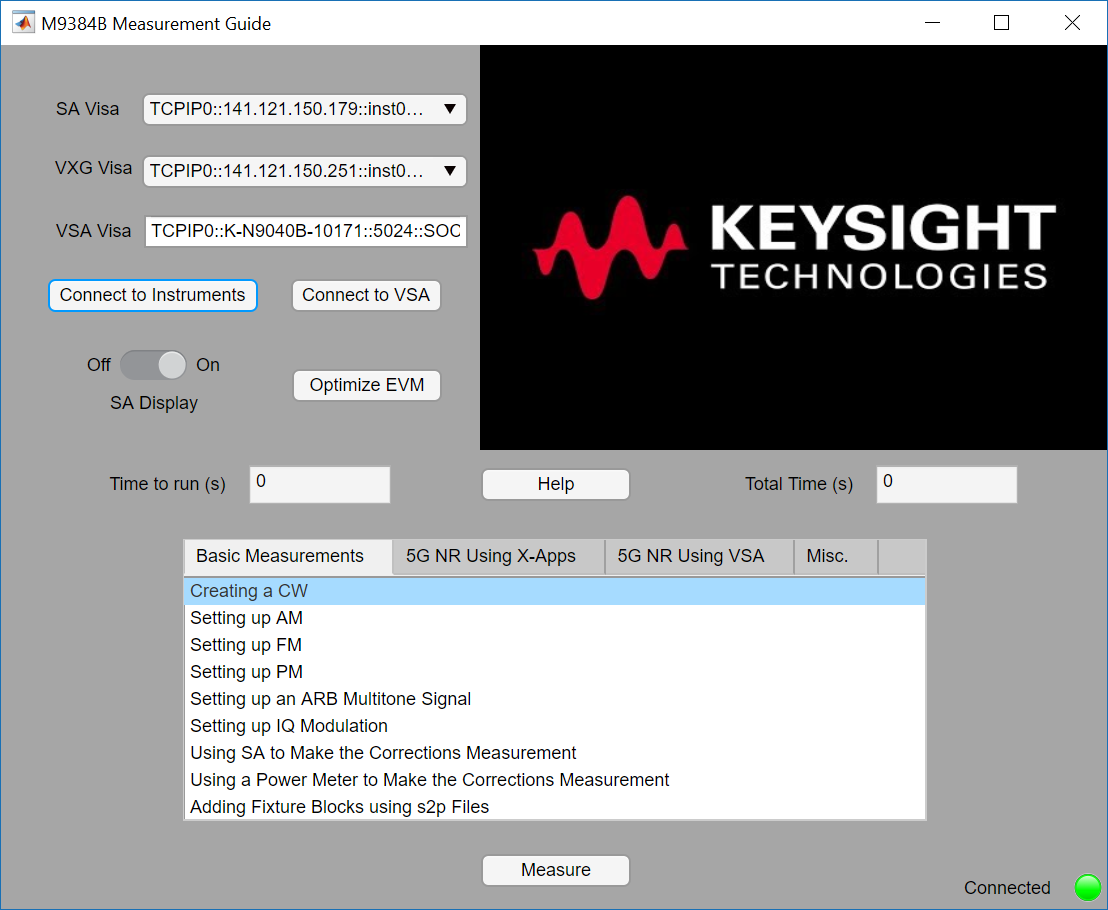 M9384B Measurement Guide
SA Visa TCPIP0::141.121.150.179::inst0...
VXG Visa TCPIP0::141.121.150.251::inst0...
VSA Visa TCPIP0::K-N9040B-10171::5024::SOC
Connect to Instruments Connect to VSA
Off On
SA Display
Optimize EVM
KEYSIGHT
TECHNOLOGIES
Time to run (s) 0 Help Total Time (s) 0
Basic Measurements 5G NR Using X-Apps 5G NR Using VSA Misc.
Creating a CW
Setting up AM
Setting up FM
Setting up PM
Setting up an ARB Multitone Signal
Setting up IQ Modulation
Using SA to Make the Corrections Measurement
Using a Power Meter to Make the Corrections Measurement
Adding Fixture Blocks using s2p Files
Measure
Connected